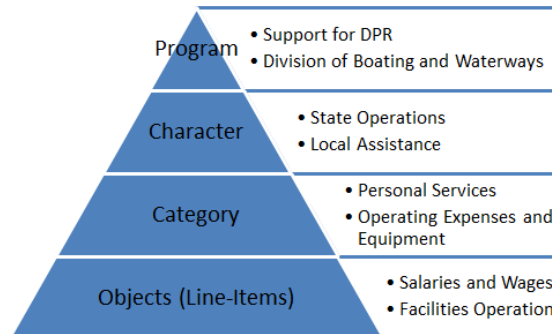 Program
• Support for DPR
• Division of Boating and Waterways
Character
• State Operations
• Local Assistance
Category
• Personal Services
• Operating Expenses and
Equipment
Objects (Line-Items)
• Salaries and Wages
• Facilities Operation